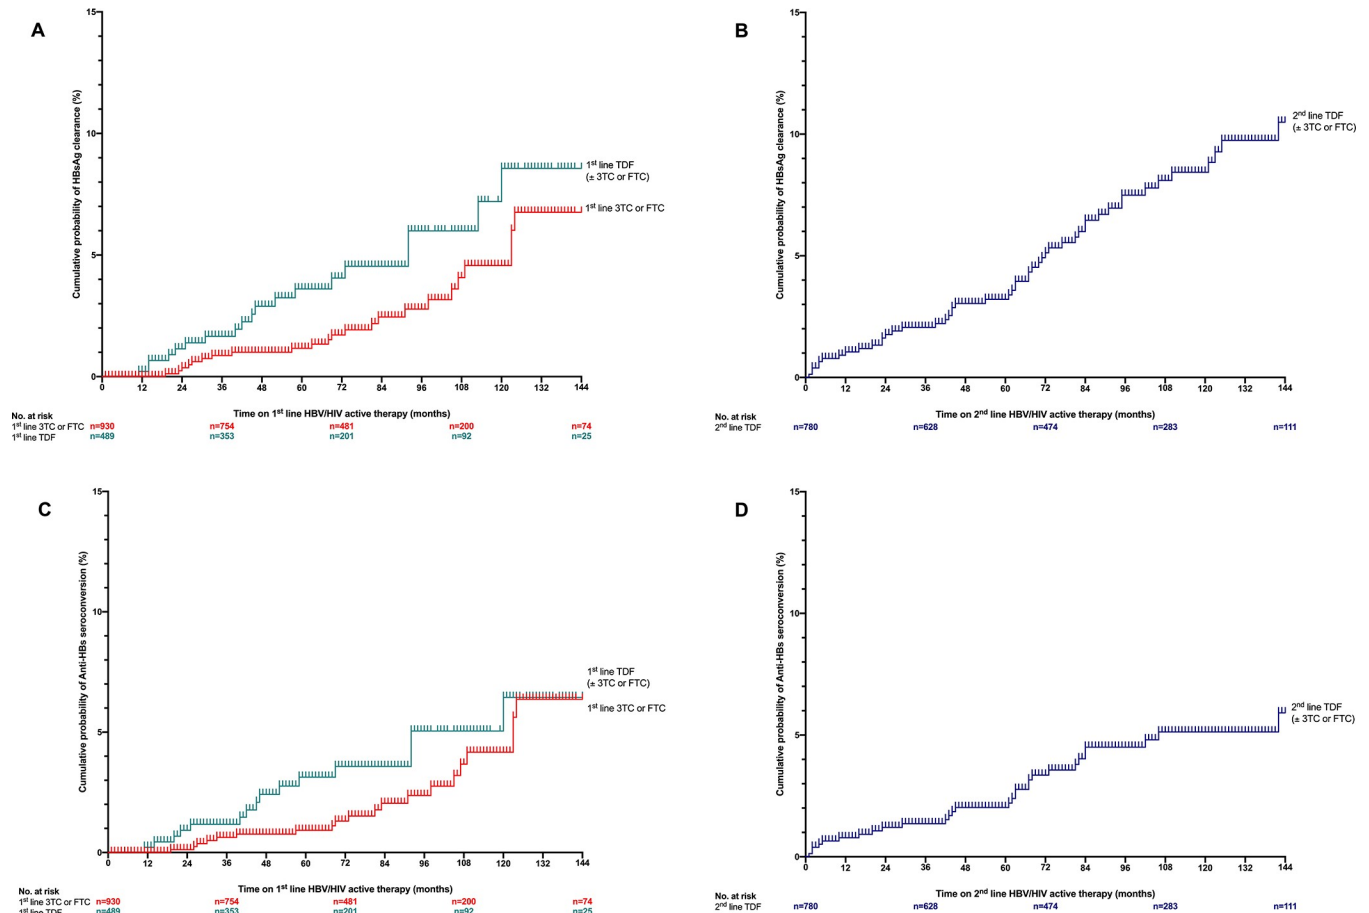 A
15
10
5
0
Cumulative probability of HBsAg clearance (%)
1st line TDF
(± 3TC or FTC)
1st line 3TC or FTC
0 12 24 36 48 60 72 84 96 108 120 132 144
Time on 1st line HBV/HIV active therapy (months)
No. at risk
1st line 3TC or FTC n=930 n=754 n=481 n=200 n=74
1st line TDF n=489 n=353 n=201 n=92 n=25
B
15
10
5
0
Cumulative probability of HBsAg clearance (%)
2nd line TDF
(± 3TC or FTC)
0 12 24 36 48 60 72 84 96 108 120 132 144
Time on 2nd line HBV/HIV active therapy (months)
No. at risk
2nd line TDF n=780 n=628 n=474 n=283 n=111
C
15
10
5
0
Cumulative probability of Anti-HBs seroconversion (%)
1st line TDF
(± 3TC or FTC)
1st line 3TC or FTC
0 12 24 36 48 60 72 84 96 108 120 132 144
Time on 1st line HBV/HIV active therapy (months)
No. at risk
1st line 3TC or FTC n=930 n=754 n=481 n=200 n=74
1st line TDF n=489 n=353 n=201 n=92 n=25
D
15
10
5
0
Cumulative probability of Anti-HBs seroconversion (%)
2nd line TDF
(± 3TC or FTC)
0 12 24 36 48 60 72 84 96 108 120 132 144
Time on 2nd line HBV/HIV active therapy (months)
No. at risk
2nd line TDF n=780 n=628 n=474 n=283 n=111